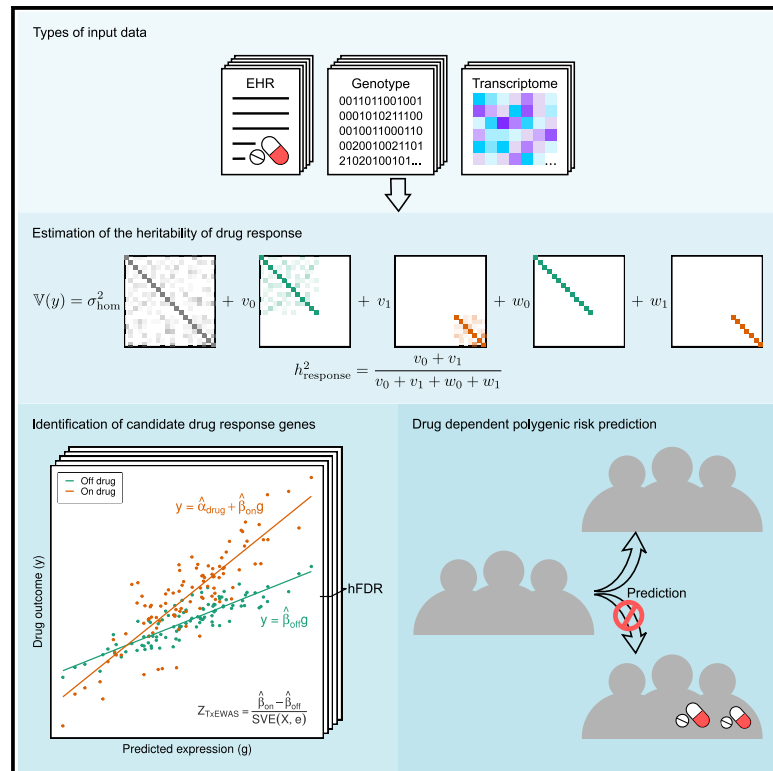 Types of input data
EHR
Genotype
0011011001001
0001010211100
0010011000110
0020010021101
21020100101...
Transcriptome
...
Estimation of the heritability of drug response
𝕍(y) = σ²hom + v₀ + v₁ + w₀ + w₁
h²response = (v₀ + v₁) / (v₀ + v₁ + w₀ + w₁)
Identification of candidate drug response genes
Off drug
On drug
y = α̂drug + β̂on g
hFDR
y = β̂off g
Drug outcome (y)
Z_TxEWAS = (β̂on − β̂off) / SVE(X, e)
Predicted expression (g)
Drug dependent polygenic risk prediction
Prediction